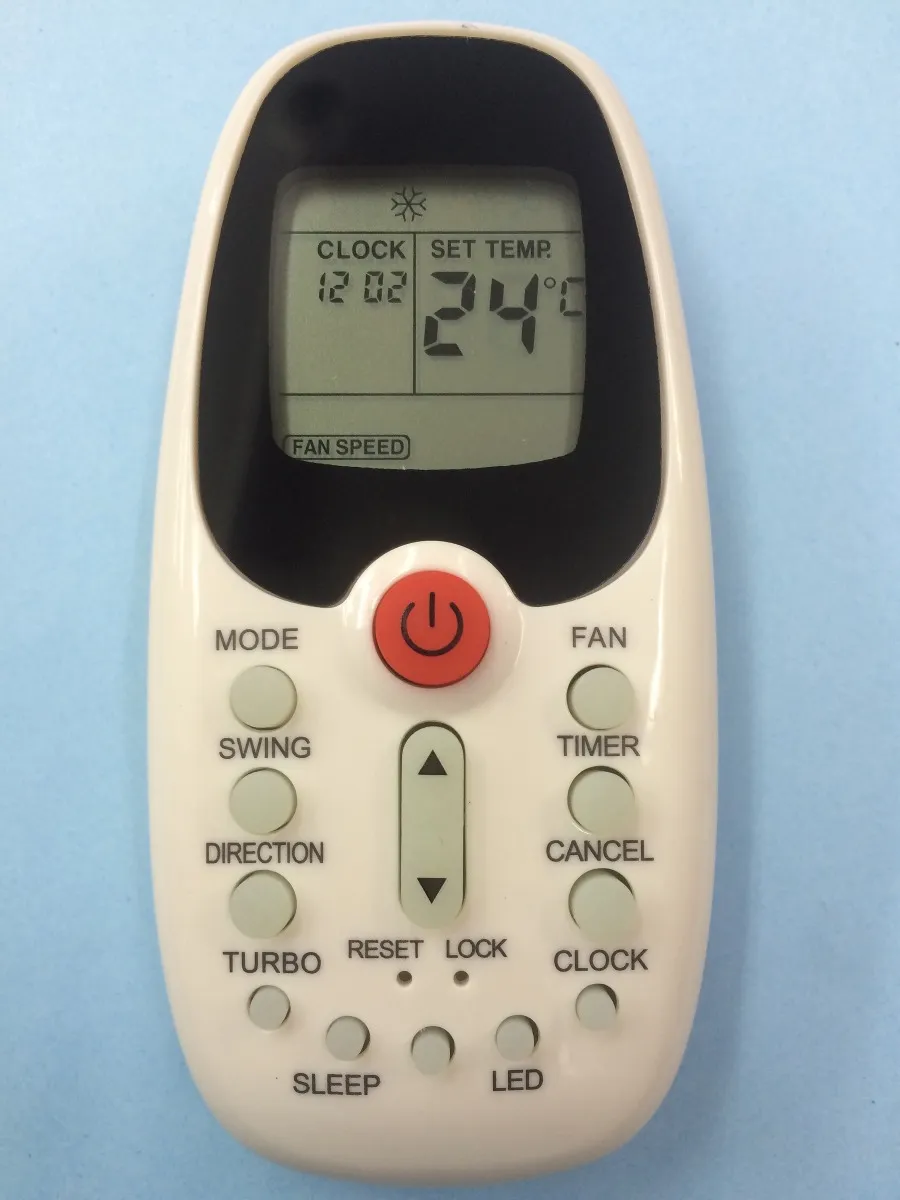 CLOCK SET TEMP.
12 02 24°C
FAN SPEED
MODE FAN
SWING TIMER
DIRECTION CANCEL
RESET LOCK
TURBO CLOCK
SLEEP LED